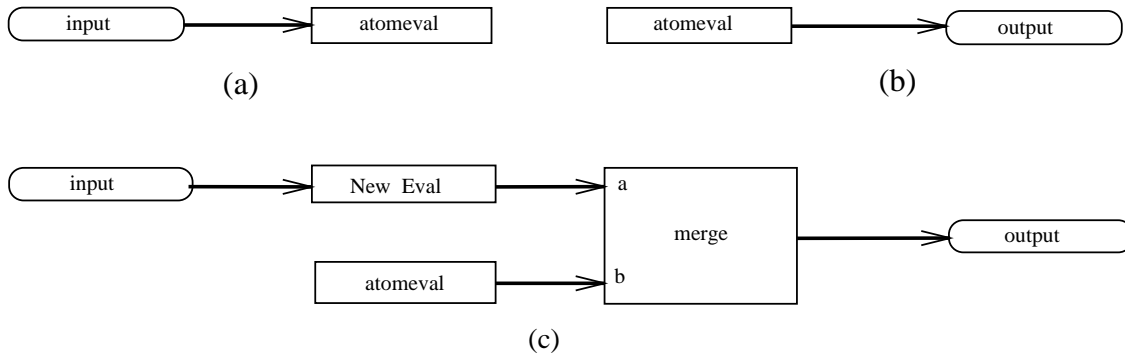 input
atomeval
atomeval
output
(a)
(b)
input
New Eval
a
merge
output
atomeval
b
(c)